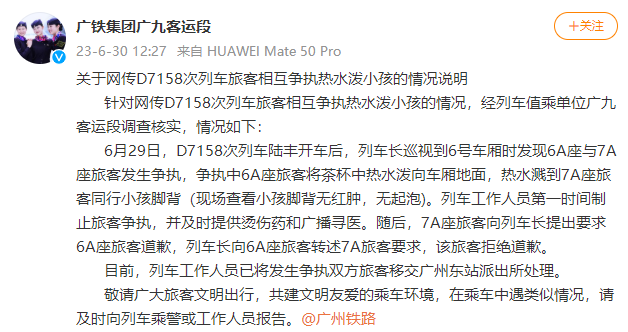 广铁集团广九客运段
23-6-30 12:27 来自 HUAWEI Mate 50 Pro
+关注
关于网传D7158次列车旅客相互争执热水泼小孩的情况说明
针对网传D7158次列车旅客相互争执热水泼小孩的情况，经列车值乘单位广九
客运段调查核实，情况如下：
6月29日，D7158次列车陆丰开车后，列车长巡视到6号车厢时发现6A座与7A
座旅客发生争执，争执中6A座旅客将茶杯中热水泼向车厢地面，热水溅到7A座旅
客同行小孩脚背（现场查看小孩脚背无红肿，无起泡)。列车工作人员第一时间制
止旅客争执，并及时提供烫伤药和广播寻医。随后，7A座旅客向列车长提出要求
6A座旅客道歉，列车长向6A座旅客转述7A旅客要求，该旅客拒绝道歉。
目前，列车工作人员已将发生争执双方旅客移交广州东站派出所处理。
敬请广大旅客文明出行，共建文明友爱的乘车环境，在乘车中遇类似情况，请
及时向列车乘警或工作人员报告。@广州铁路